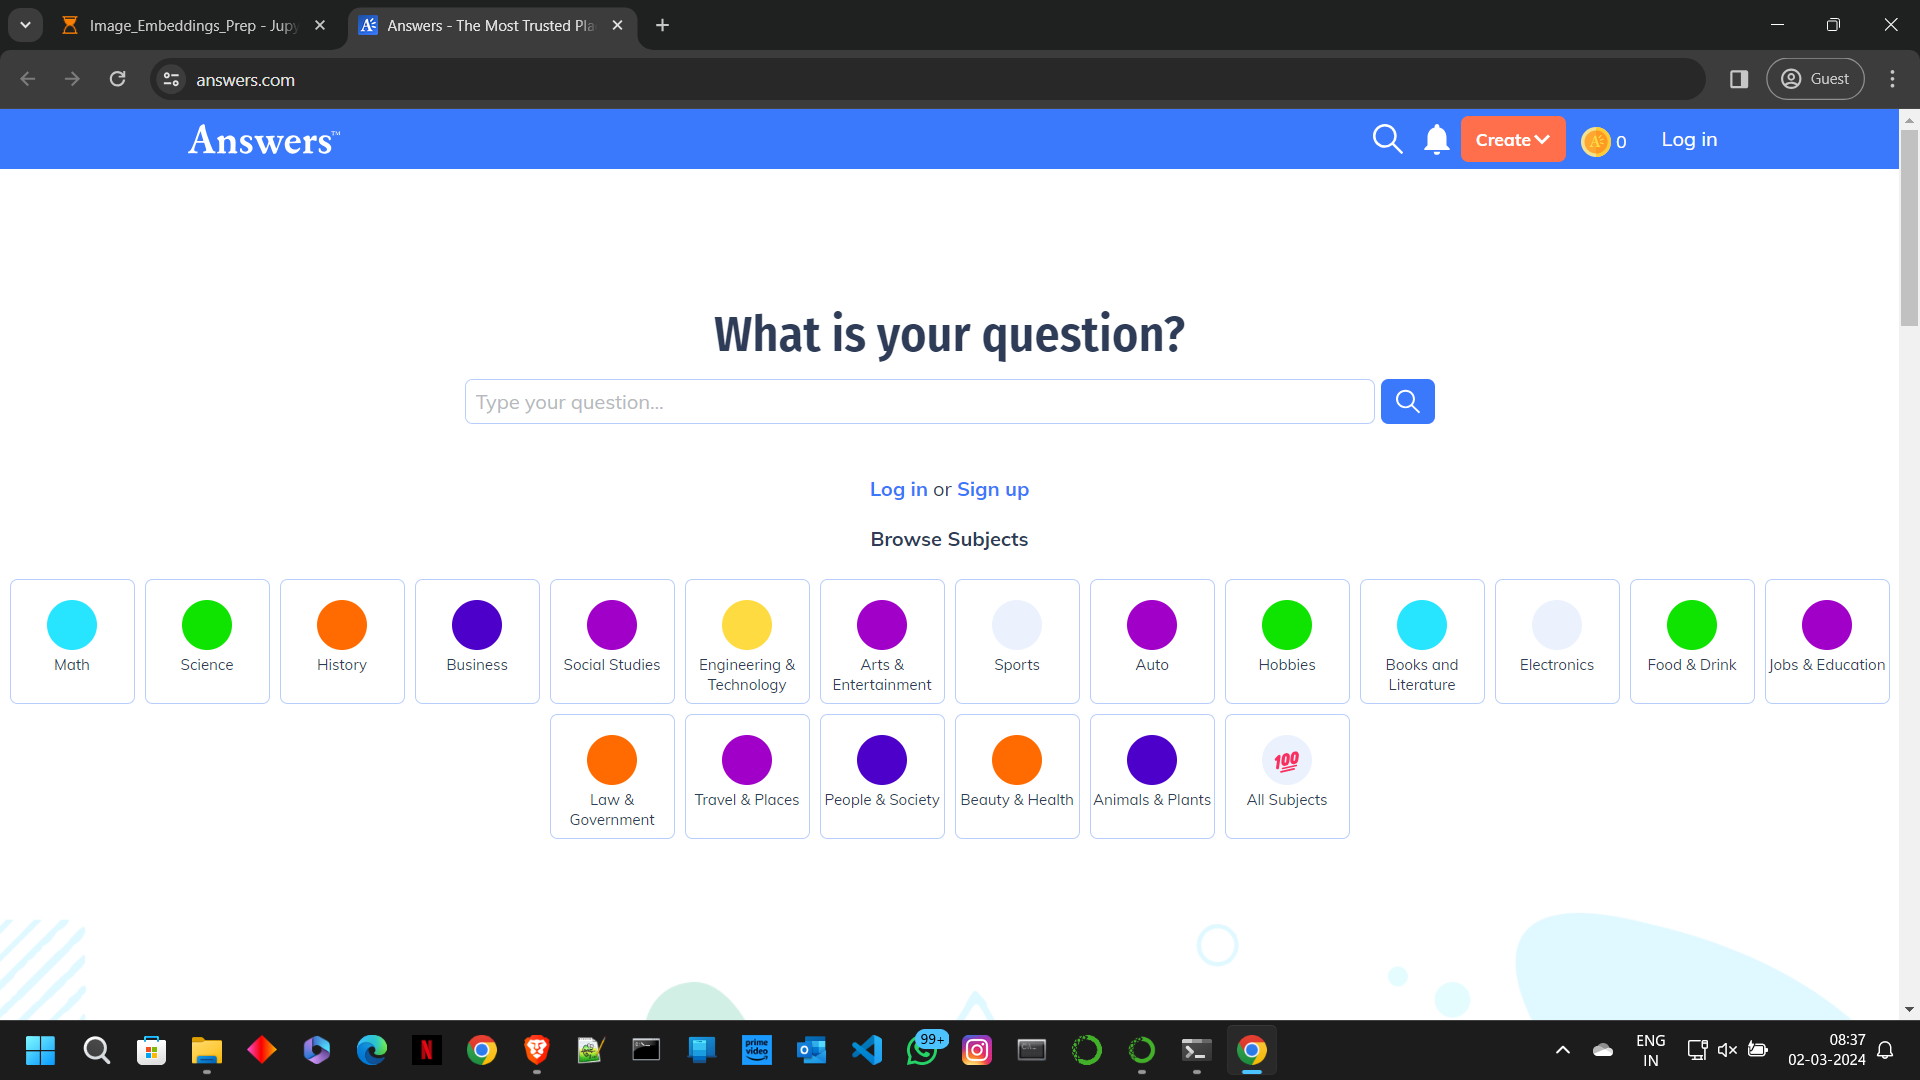 Image_Embeddings_Prep - Jupy
Answers - The Most Trusted Pla
answers.com
Guest
Answers™
Create
0
Log in
What is your question?
Type your question...
Log in or Sign up
Browse Subjects
Math
Science
History
Business
Social Studies
Engineering &
Technology
Arts &
Entertainment
Sports
Auto
Hobbies
Books and
Literature
Electronics
Food & Drink
Jobs & Education
Law &
Government
Travel & Places
People & Society
Beauty & Health
Animals & Plants
100
All Subjects
prime
video
99+
ENG
IN
08:37
02-03-2024